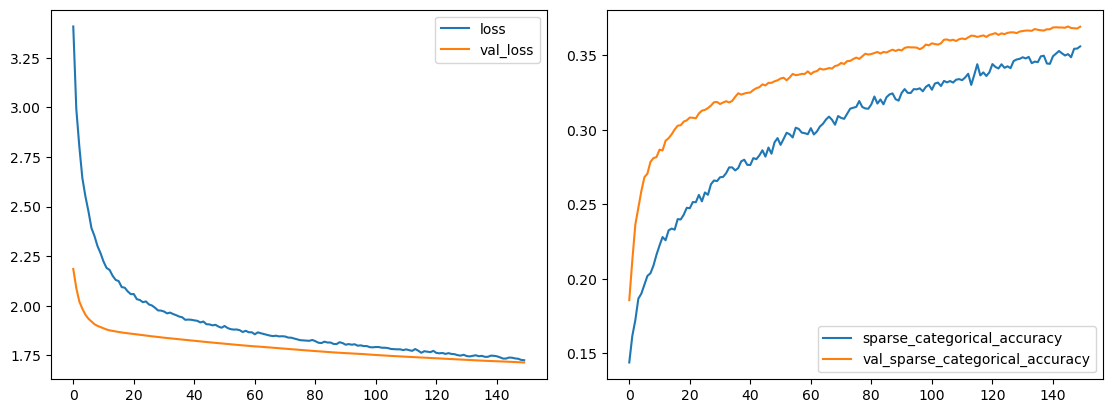 3.25
3.00
2.75
2.50
2.25
2.00
1.75
0 20 40 60 80 100 120 140
loss
val_loss
0.35
0.30
0.25
0.20
0.15
0 20 40 60 80 100 120 140
sparse_categorical_accuracy
val_sparse_categorical_accuracy